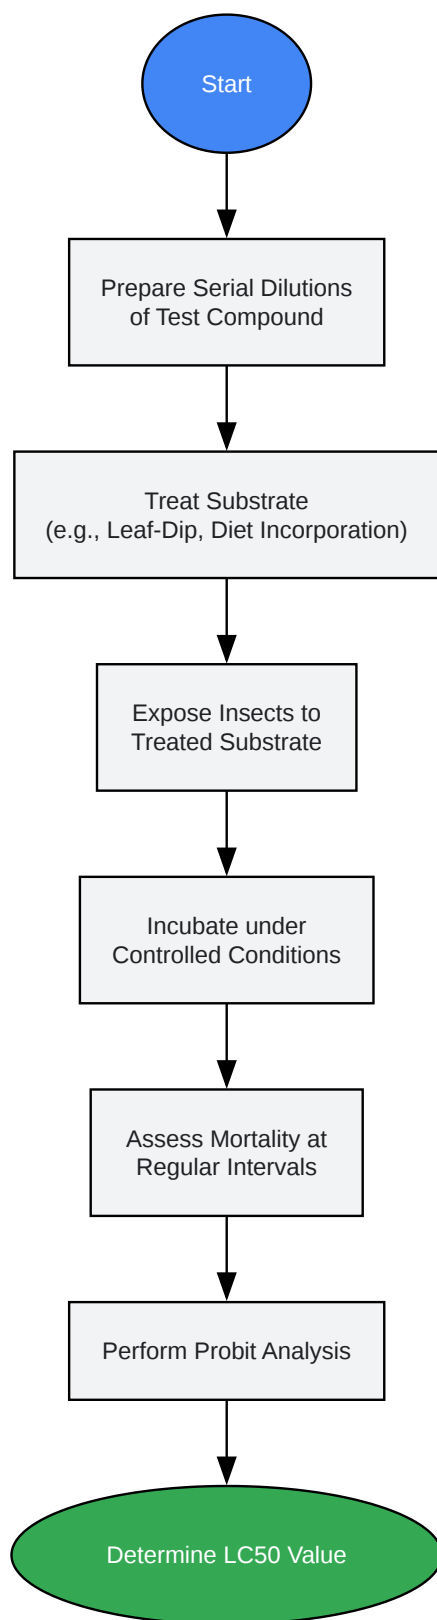 Start
Prepare Serial Dilutions
of Test Compound
Treat Substrate
(e.g., Leaf-Dip, Diet Incorporation)
Expose Insects to
Treated Substrate
Incubate under
Controlled Conditions
Assess Mortality at
Regular Intervals
Perform Probit Analysis
Determine LC50 Value